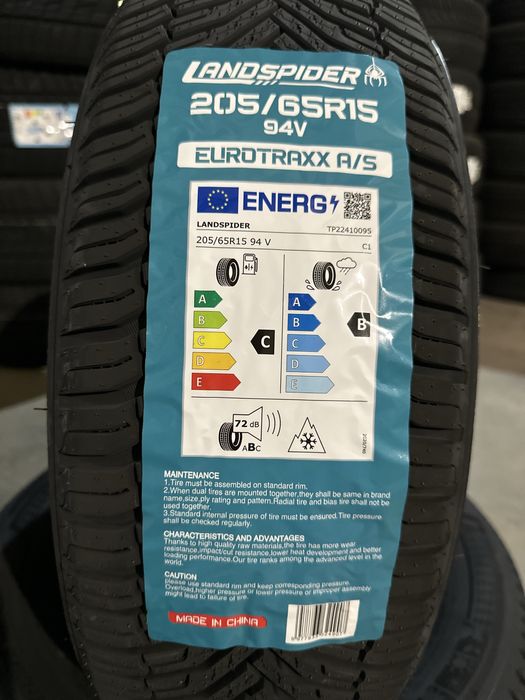 LANDSPIDER
205/65R15
94V
EUROTRAXX A/S
ENERG
LANDSPIDER TP22410095
205/65R15 94 V C1
A A
B B B
C C C
D D
E E
72 dB
ABC
2020/740
MAINTENANCE
1.Tire must be assembled on standard rim.
2.When dual tires are mounted together,they shall be same in brand
name,size,ply rating and pattern.Radial tire and bias tire shall not be
used together.
3.Standard internal pressure of tire must be ensured.Tire pressure
shall be checked regularly.
CHARACTERISTICS AND ADVANTAGES
Thanks to high quality raw materials,the tire has more wear
resistance,impact/cut resistance,lower heat development and better
loading performance.Our tire ranks among the advanced level in the
world.
CAUTION
Please use standard rim and keep corresponding pressure.
Overload,higher pressure or lower pressure or improper assembly
might lead to failure of tire.
MADE IN CHINA